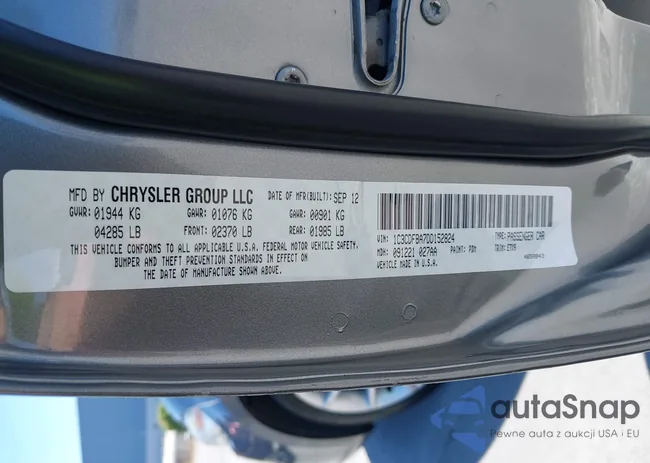 MFD BY CHRYSLER GROUP LLC DATE OF MFR(BUILT): SEP 12
GVWR: 01944 KG GAWR: 01076 KG GAWR: 00901 KG
04285 LB FRONT: 02370 LB REAR: 01985 LB
THIS VEHICLE CONFORMS TO ALL APPLICABLE U.S.A. FEDERAL MOTOR VEHICLE SAFETY,
BUMPER AND THEFT PREVENTION STANDARDS IN EFFECT ON
THE DATE OF MANUFACTURE SHOWN ABOVE.
VIN: 1C3CDFBA7DD152824 TYPE: PASSENGER CAR
MDH: 091221 027AA PAINT: PDM TRIM: E7X9
VEHICLE MADE IN U.S.A.
autoSnap
Pewne auta z aukcji USA i EU